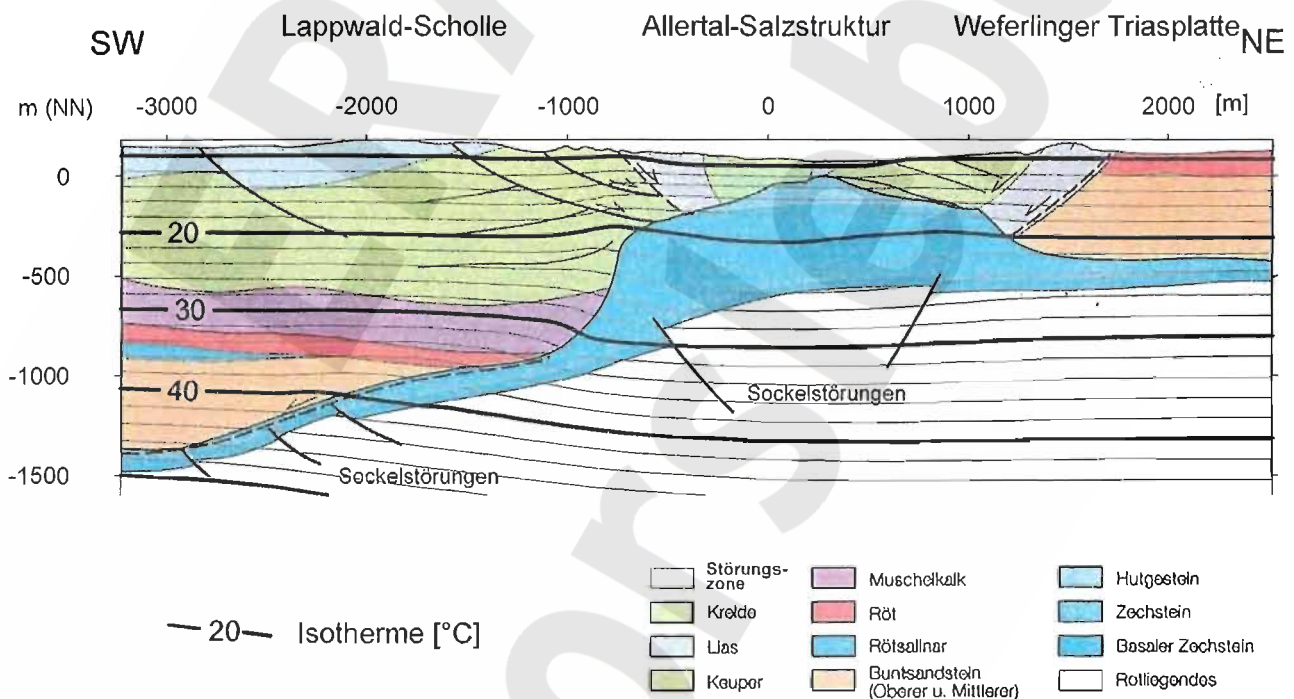 Lappwald-Scholle Allertal-Salzstruktur Weferlinger Triasplatte
SW NE
m (NN) -3000 -2000 -1000 0 1000 2000 [m]
0
20
-500
30
-1000
40
Sockelstörungen
-1500
Sockelstörungen
Störungs-
zone
Kreide
Lias
Keuper
Muschelkalk
Röt
Rötsalinar
Buntsandstein
(Oberer u. Mittlerer)
Hutgestein
Zechstein
Basaler Zechstein
Rotliegendes
20 Isotherme [°C]